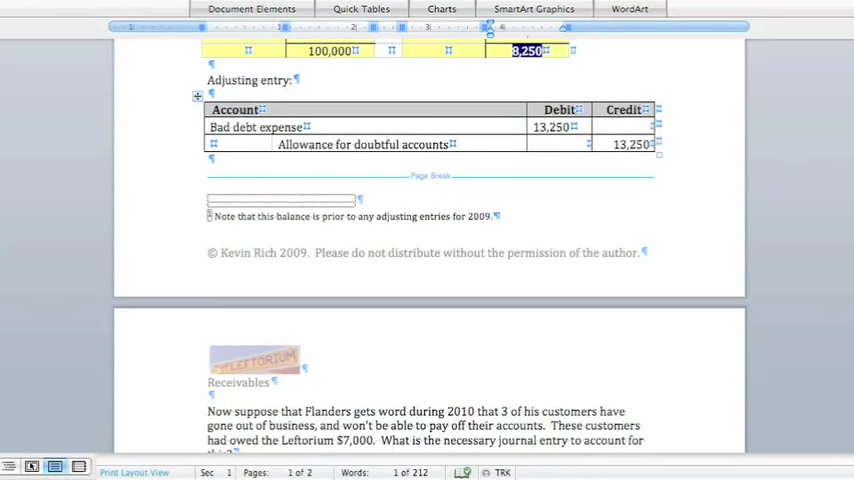 Document Elements Quick Tables Charts SmartArt Graphics WordArt
1 2 3 4
100,000 8,250
Adjusting entry:
Account Debit Credit
Bad debt expense 13,250
Allowance for doubtful accounts 13,250
Page Break
Note that this balance is prior to any adjusting entries for 2009.
© Kevin Rich 2009. Please do not distribute without the permission of the author.
LEFTORIUM
Receivables
Now suppose that Flanders gets word during 2010 that 3 of his customers have
gone out of business, and won't be able to pay off their accounts. These customers
had owed the Leftorium $7,000. What is the necessary journal entry to account for
this?
Print Layout View Sec 1 Pages: 1 of 2 Words: 1 of 212 TRK